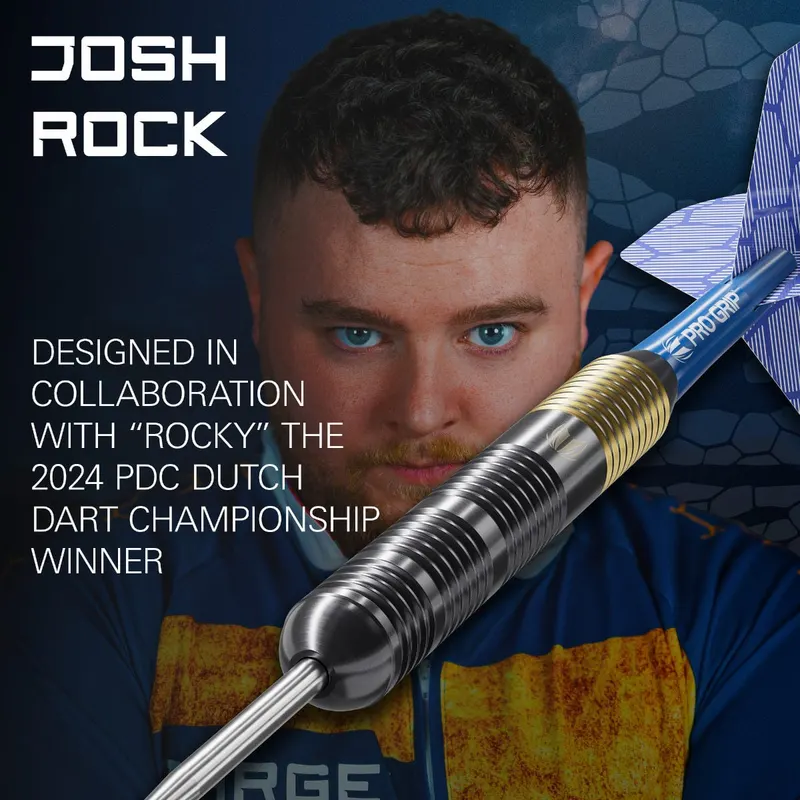 JOSH
ROCK
PRO GRIP
DESIGNED IN
COLLABORATION
WITH “ROCKY” THE
2024 PDC DUTCH
DART CHAMPIONSHIP
WINNER